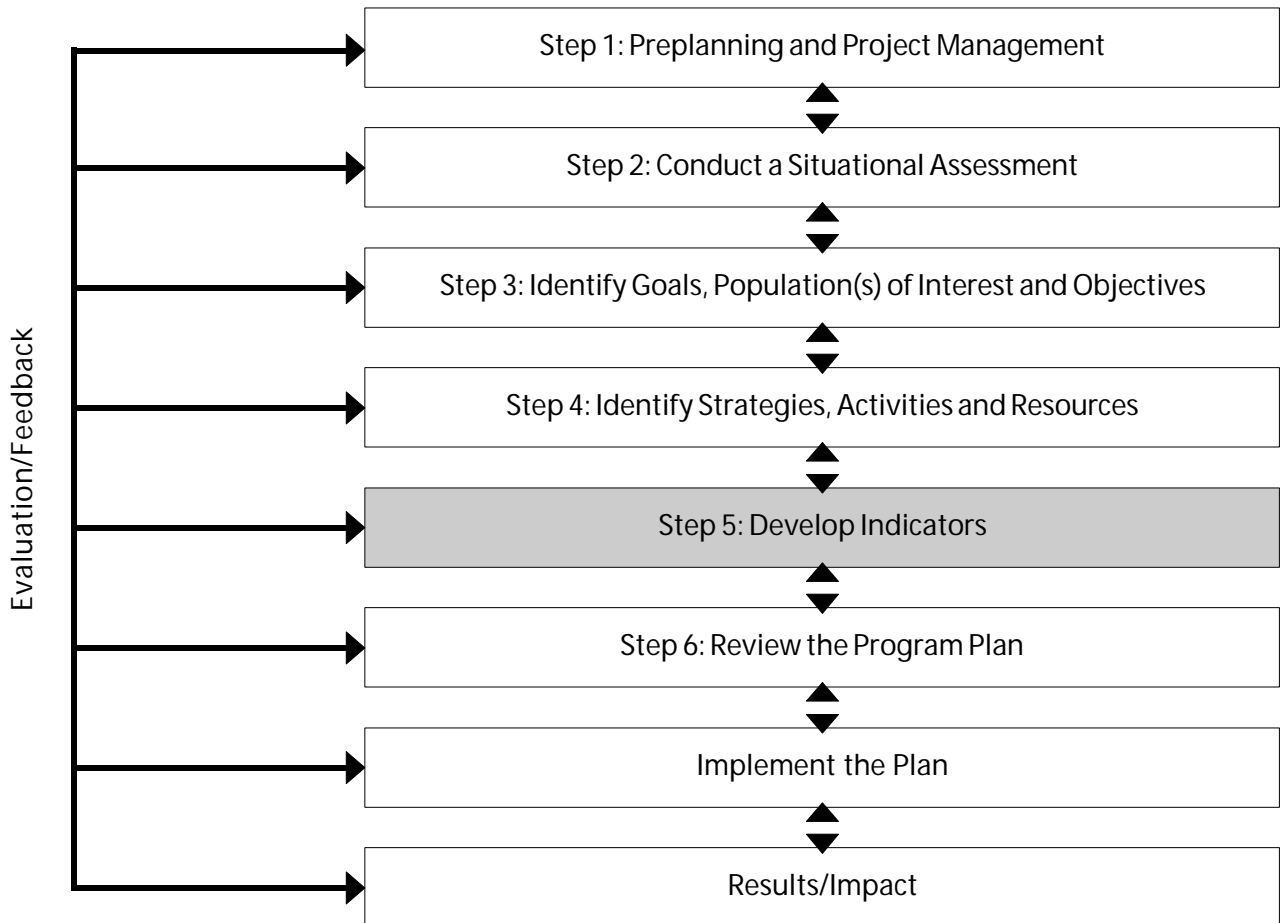 Step 1: Preplanning and Project Management
Step 2: Conduct a Situational Assessment
Step 3: Identify Goals, Population(s) of Interest and Objectives
Step 4: Identify Strategies, Activities and Resources
Step 5: Develop Indicators
Step 6: Review the Program Plan
Implement the Plan
Results/Impact
Evaluation/Feedback